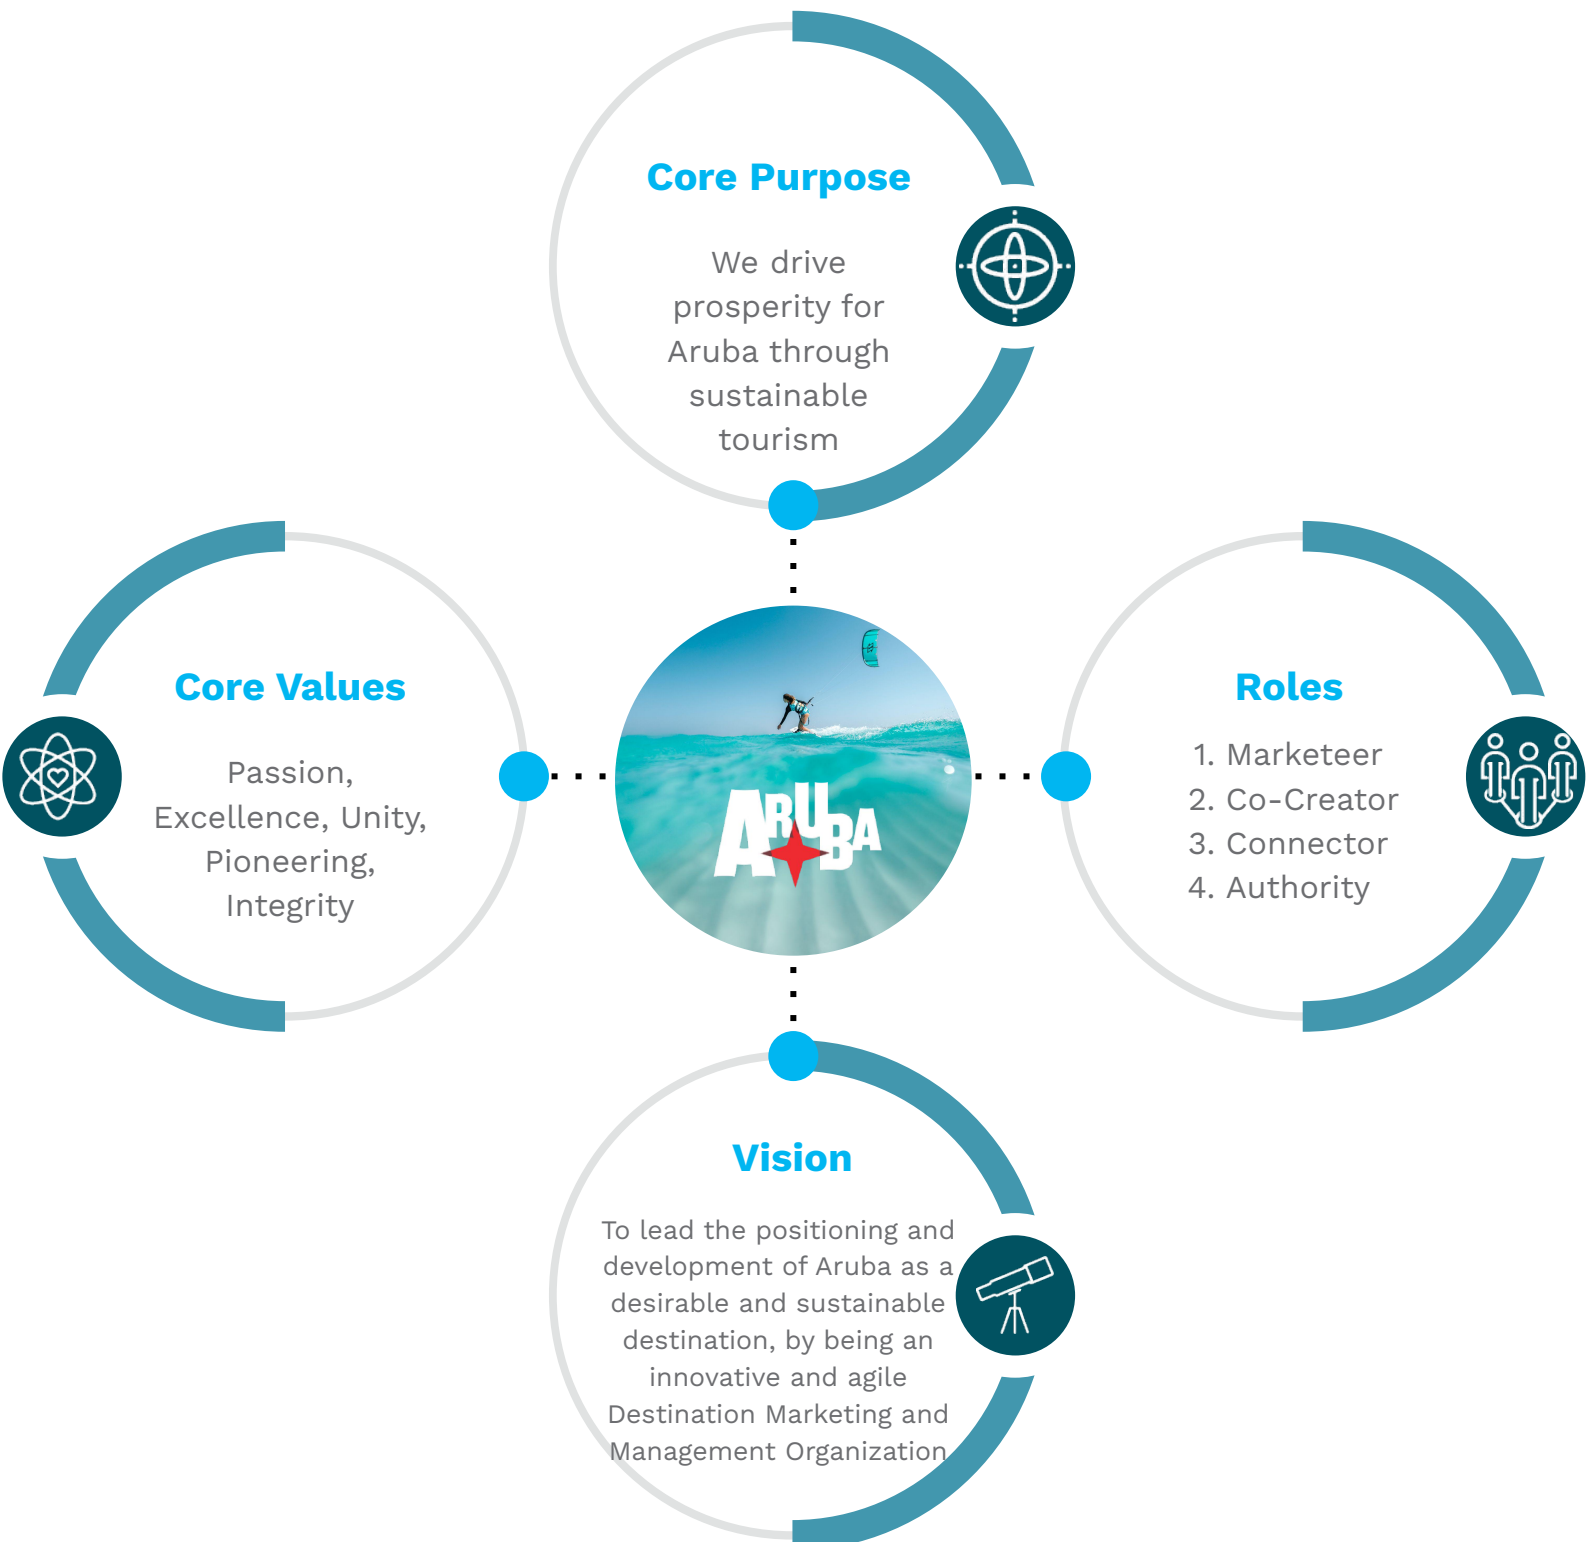 Core Purpose
We drive
prosperity for
Aruba through
sustainable
tourism
Core Values
Passion,
Excellence, Unity,
Pioneering,
Integrity
ARUBA
Roles
1. Marketeer
2. Co-Creator
3. Connector
4. Authority
Vision
To lead the positioning and
development of Aruba as a
desirable and sustainable
destination, by being an
innovative and agile
Destination Marketing and
Management Organization